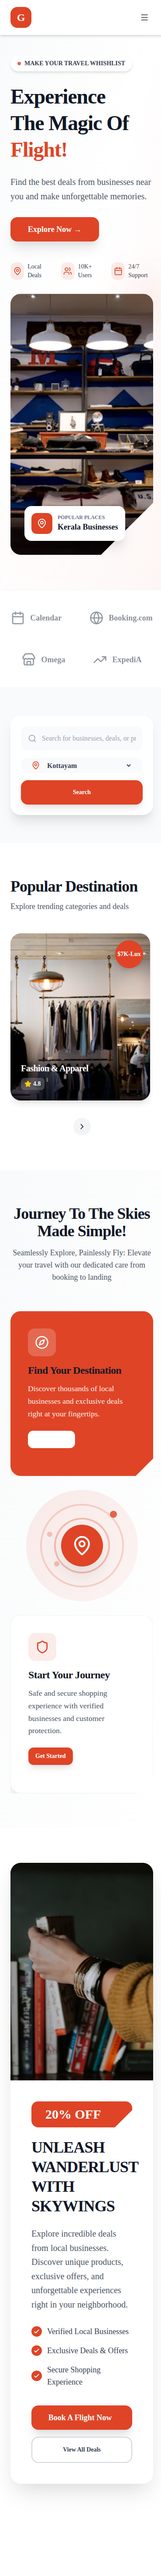 G
MAKE YOUR TRAVEL WHISHLIST
Experience
The Magic Of
Flight!
Find the best deals from businesses near
you and make unforgettable memories.
Explore Now →
Local
Deals
10K+
Users
24/7
Support
POPULAR PLACES
Kerala Businesses
Calendar
Booking.com
Omega
ExpediA
Search for businesses, deals, or pr
Kottayam
Search
Popular Destination
Explore trending categories and deals
$7K-Lux +
Fashion & Apparel
4.8
Journey To The Skies
Made Simple!
Seamlessly Explore, Painlessly Fly: Elevate
your travel with our dedicated care from
booking to landing
Find Your Destination
Discover thousands of local
businesses and exclusive deals
right at your fingertips.
Start Your Journey
Safe and secure shopping
experience with verified
businesses and customer
protection.
Get Started
20% OFF
UNLEASH
WANDERLUST
WITH
SKYWINGS
Explore incredible deals
from local businesses.
Discover unique products,
exclusive offers, and
unforgettable experiences
right in your neighborhood.
Verified Local Businesses
Exclusive Deals & Offers
Secure Shopping
Experience
Book A Flight Now
View All Deals